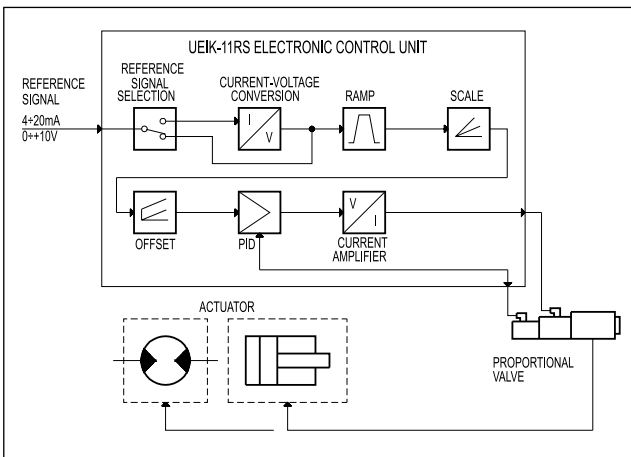 UEIK-11RS ELECTRONIC CONTROL UNIT
REFERENCE
SIGNAL
4÷20mA
0÷+10V
REFERENCE
SIGNAL
SELECTION
CURRENT-VOLTAGE
CONVERSION
I
V
RAMP
SCALE
OFFSET
PID
V
I
CURRENT
AMPLIFIER
ACTUATOR
PROPORTIONAL
VALVE